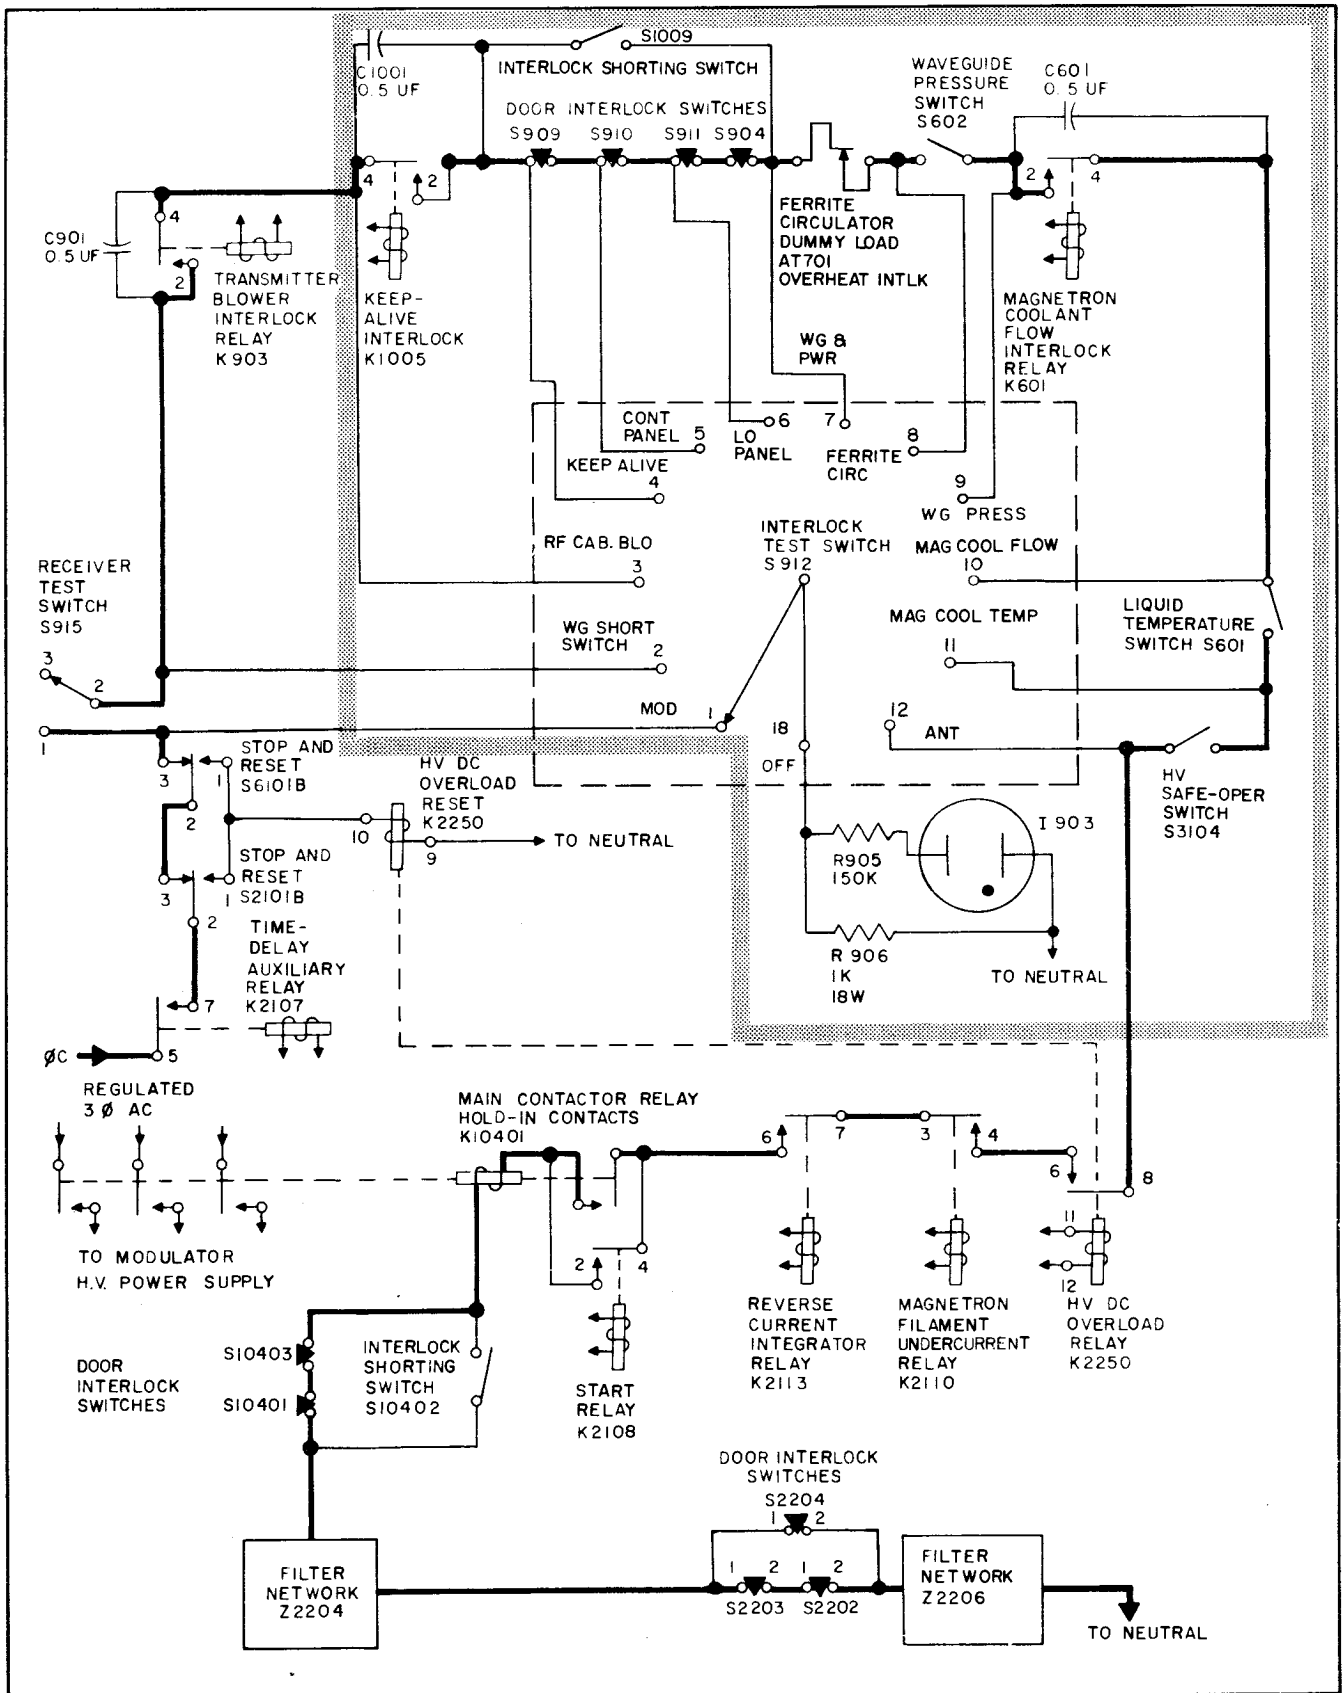 S1009
INTERLOCK SHORTING SWITCH
C1001
0.5 UF
DOOR INTERLOCK SWITCHES
S909 S910 S911 S904
WAVEGUIDE
PRESSURE
SWITCH
S602
C601
0.5 UF
4
2
2
4
FERRITE
CIRCULATOR
DUMMY LOAD
AT701
OVERHEAT INTLK
C901
0.5 UF
4
2
TRANSMITTER
BLOWER
INTERLOCK
RELAY
K903
KEEP-
ALIVE
INTERLOCK
K1005
WG &
PWR
MAGNETRON
COOLANT
FLOW
INTERLOCK
RELAY
K601
CONT
PANEL
5
6
LO
PANEL
7
8
FERRITE
CIRC
KEEP ALIVE
4
9
WG PRESS
RF CAB. BLO
3
INTERLOCK
TEST SWITCH
S912
MAG COOL FLOW
10
RECEIVER
TEST
SWITCH
S915
3
2
1
WG SHORT
SWITCH
2
MAG COOL TEMP
11
LIQUID
TEMPERATURE
SWITCH S601
MOD
1
18
OFF
12
ANT
HV
SAFE-OPER
SWITCH
S3104
STOP AND
RESET
S6101B
3
1
2
HV DC
OVERLOAD
RESET
K2250
10
9
TO NEUTRAL
STOP AND
RESET
S2101B
3
1
2
R905
150K
I 903
R 906
1K
18W
TO NEUTRAL
TIME-
DELAY
AUXILIARY
RELAY
K2107
7
5
ØC
REGULATED
3 Ø AC
MAIN CONTACTOR RELAY
HOLD-IN CONTACTS
K10401
6
7
3
4
6
8
11
12
2
4
TO MODULATOR
H.V. POWER SUPPLY
REVERSE
CURRENT
INTEGRATOR
RELAY
K2113
MAGNETRON
FILAMENT
UNDERCURRENT
RELAY
K2110
HV DC
OVERLOAD
RELAY
K2250
DOOR
INTERLOCK
SWITCHES
S10403
S10401
INTERLOCK
SHORTING
SWITCH
S10402
START
RELAY
K2108
DOOR INTERLOCK
SWITCHES
S2204
1 2
1 2 1 2
S2203 S2202
FILTER
NETWORK
Z2204
FILTER
NETWORK
Z2206
TO NEUTRAL